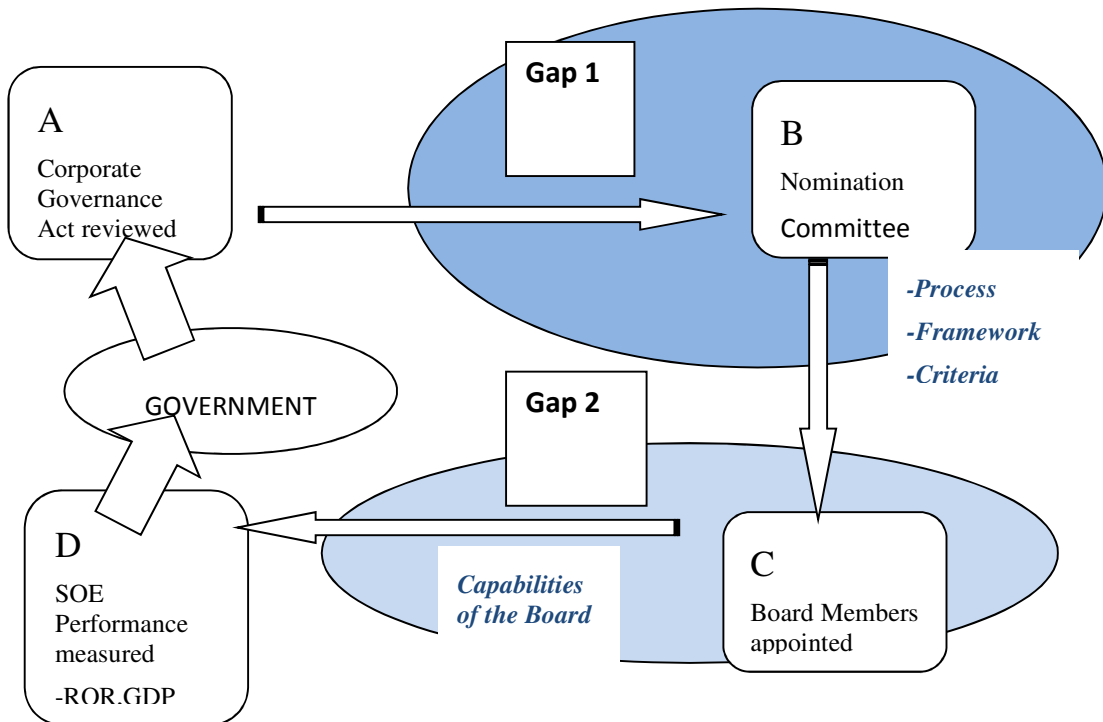 A
Corporate
Governance
Act reviewed
Gap 1
B
Nomination
Committee
-Process
-Framework
-Criteria
GOVERNMENT
Gap 2
D
SOE
Performance
measured
-ROR.GDP
Capabilities
of the Board
C
Board Members
appointed